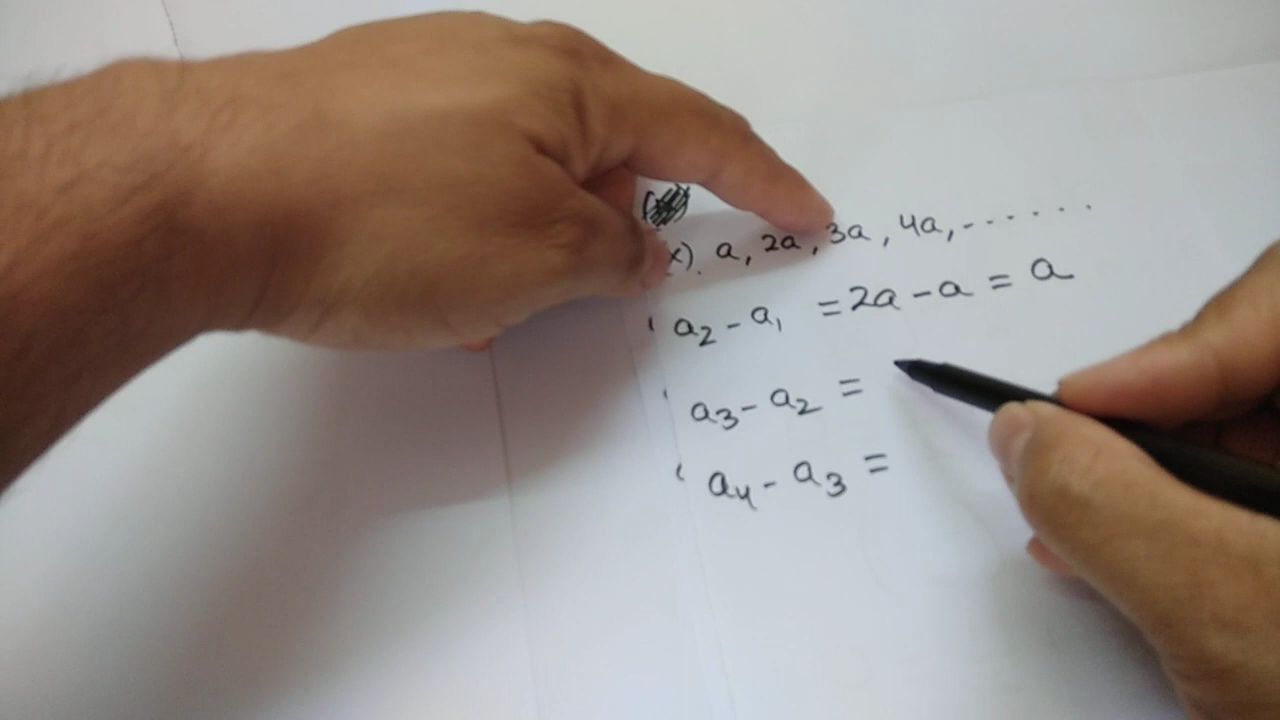 x). a, 2a, 3a, 4a, - - . . . .
a₂ - a₁ = 2a - a = a
a₃ - a₂ =
a₄ - a₃ =